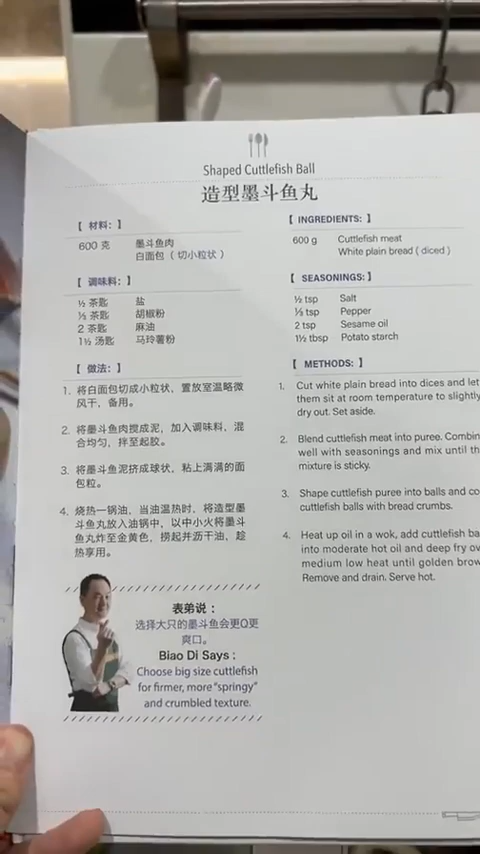 Shaped Cuttlefish Ball
造型墨斗鱼丸
【 材料: 】
600 克 墨斗鱼肉
白面包（ 切小粒状 ）
【 调味料: 】
½ 茶匙 盐
⅓ 茶匙 胡椒粉
2 茶匙 麻油
1½ 汤匙 马玲薯粉
【 做法: 】
1. 将白面包切成小粒状，置放室温略微
风干，备用。
2. 将墨斗鱼肉搅成泥，加入调味料，混
合均匀，拌至起胶。
3. 将墨斗鱼泥挤成球状，粘上满满的面
包粒。
4. 烧热一锅油，当油温热时，将造型墨
斗鱼丸放入油锅中，以中小火将墨斗
鱼丸炸至金黄色，捞起并沥干油，趁
热享用。
表弟说：
选择大只的墨斗鱼会更Q更
爽口。
Biao Di Says :
Choose big size cuttlefish
for firmer, more "springy"
and crumbled texture.
【 INGREDIENTS: 】
600 g Cuttlefish meat
White plain bread ( diced )
【 SEASONINGS: 】
½ tsp Salt
⅓ tsp Pepper
2 tsp Sesame oil
1½ tbsp Potato starch
【 METHODS: 】
1. Cut white plain bread into dices and let
them sit at room temperature to slightly
dry out. Set aside.
2. Blend cuttlefish meat into puree. Combin
well with seasonings and mix until th
mixture is sticky.
3. Shape cuttlefish puree into balls and co
cuttlefish balls with bread crumbs.
4. Heat up oil in a wok, add cuttlefish ba
into moderate hot oil and deep fry ov
medium low heat until golden brow
Remove and drain. Serve hot.